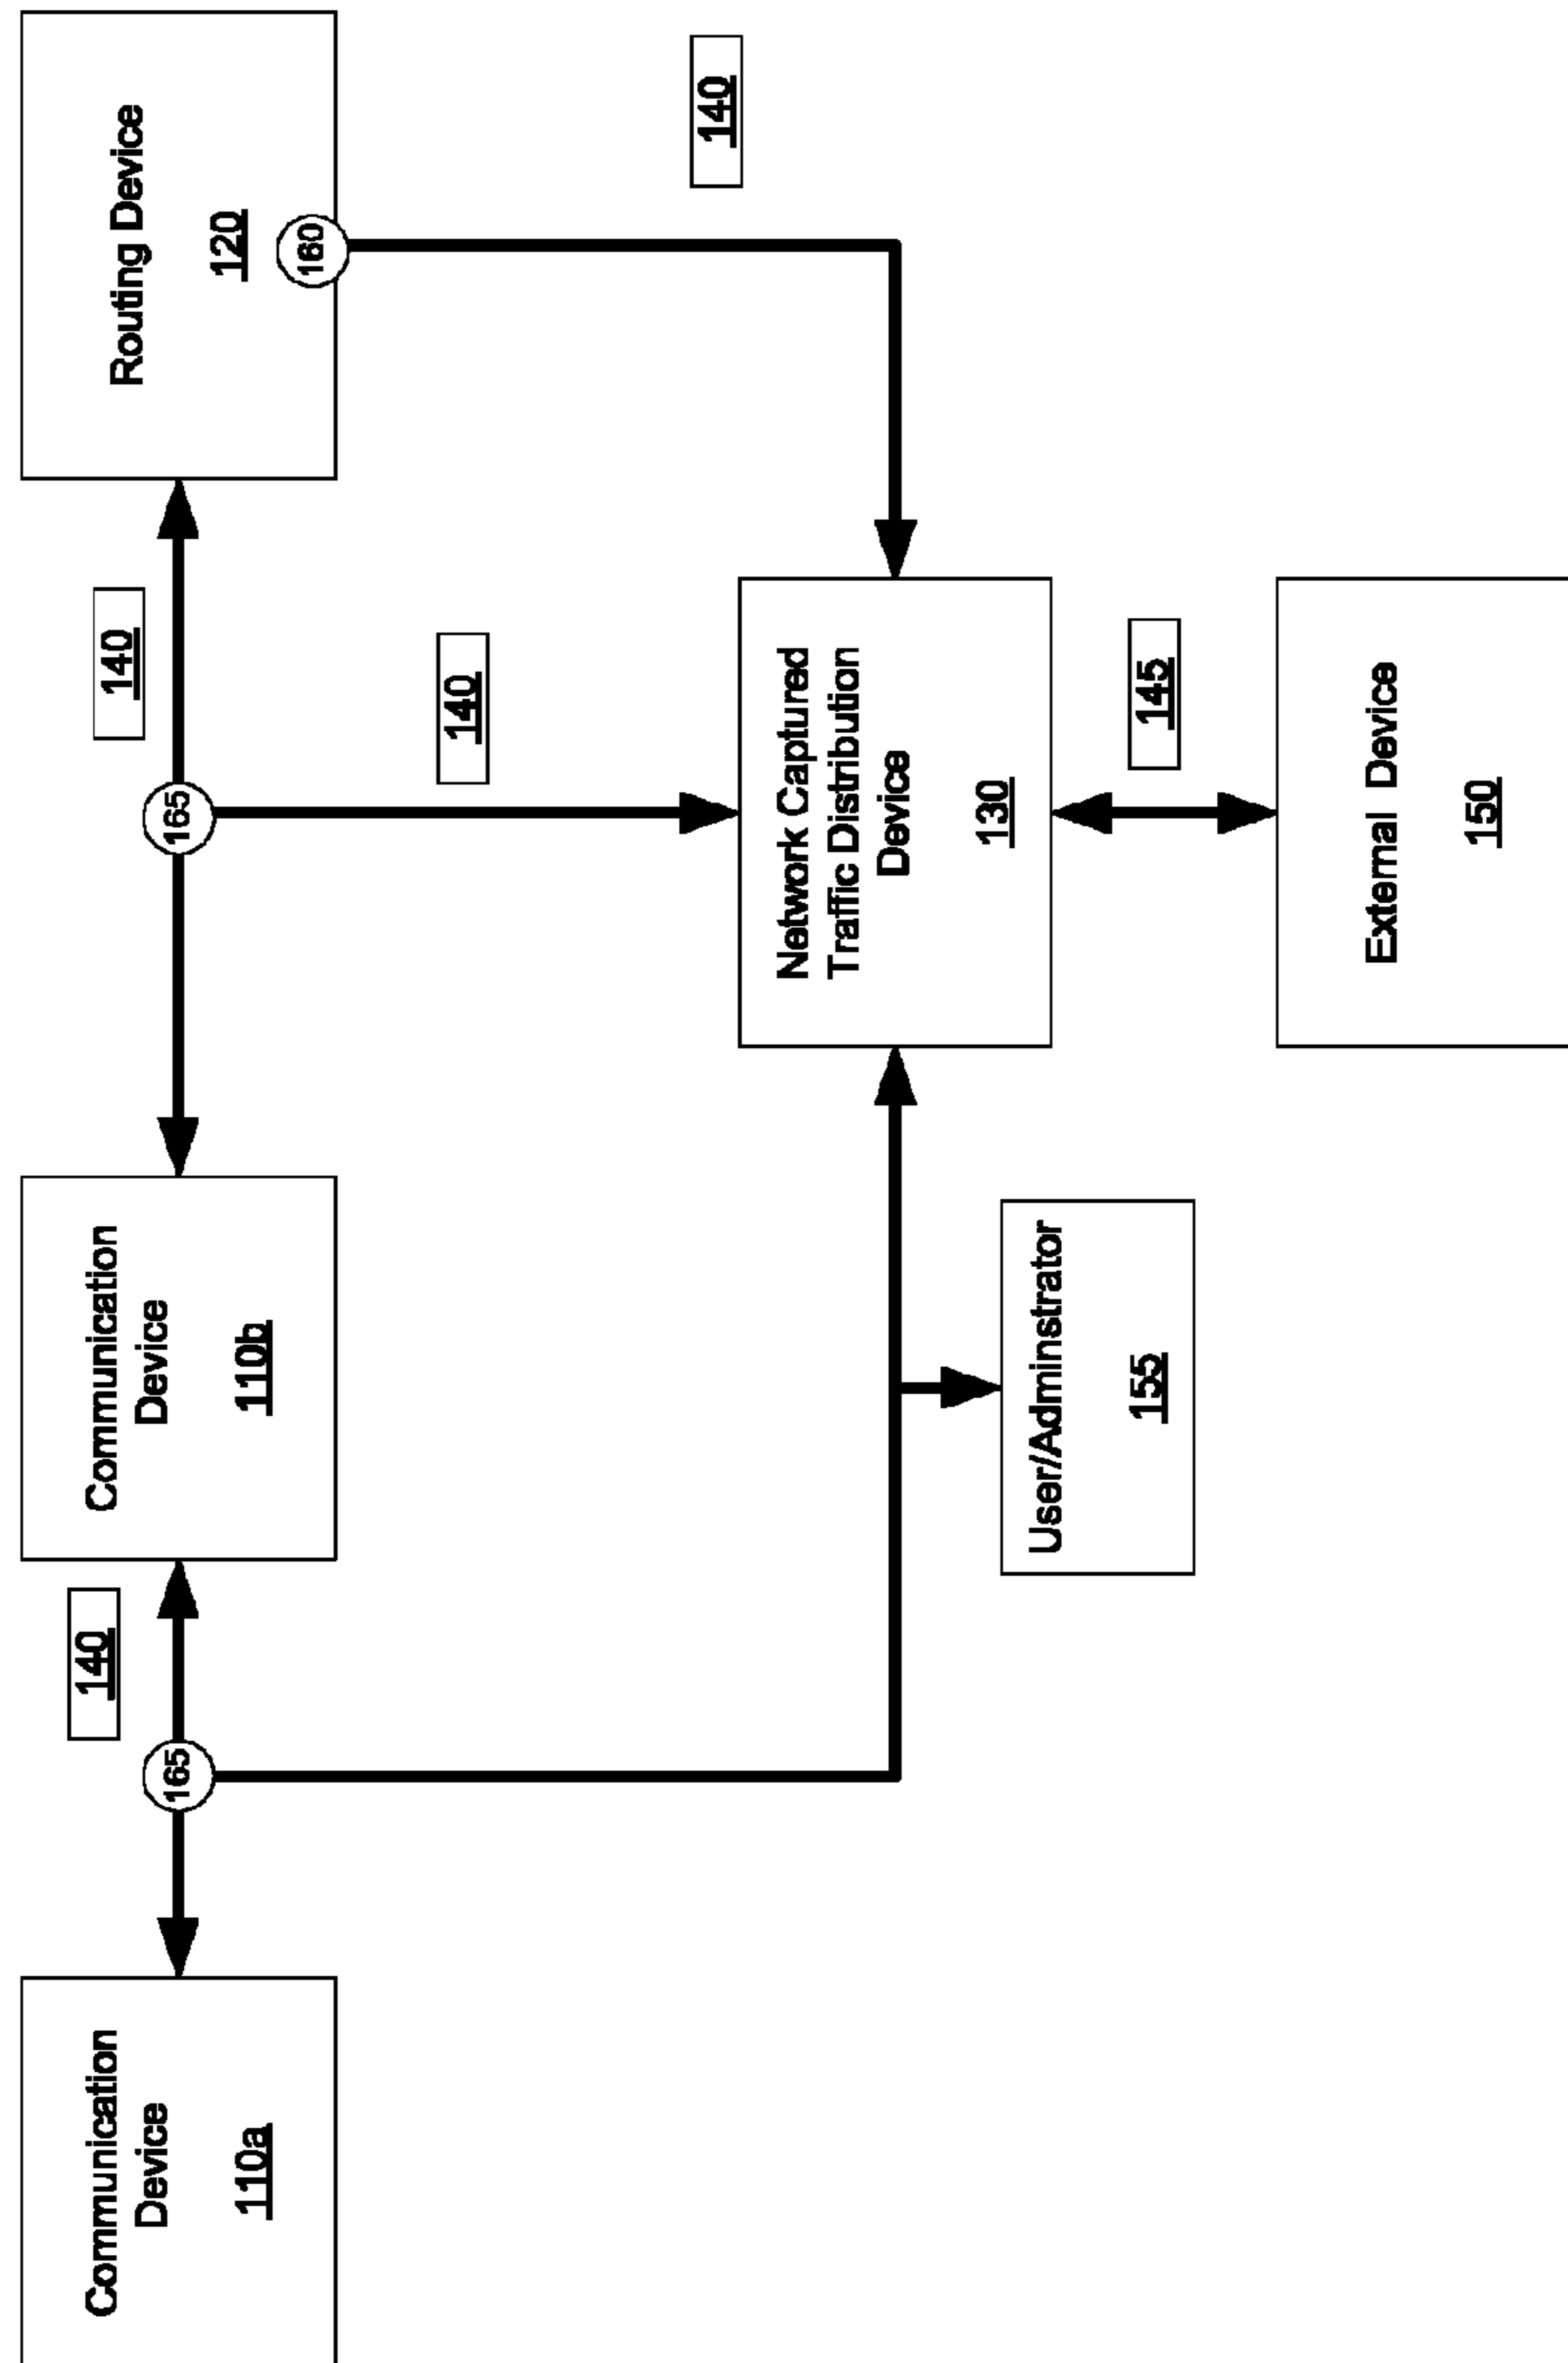 Communication
Device
110a
165
140
Communication
Device
110b
165
140
Routing Device
120
160
140
140
Network Captured
Traffic Distribution
Device
130
User/Adminstrator
155
145
External Device
150